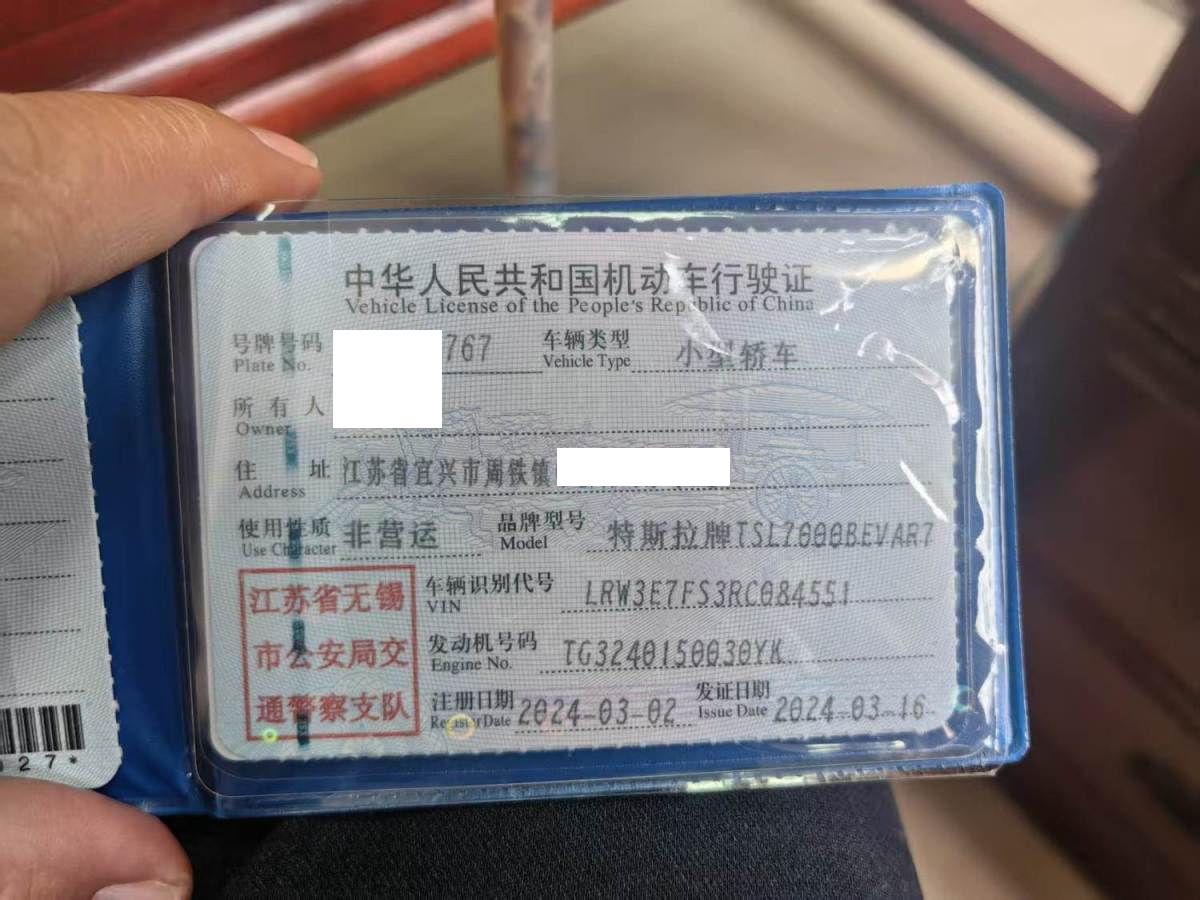 中华人民共和国机动车行驶证
Vehicle License of the People's Republic of China
号牌号码 767 车辆类型 小型轿车
Plate No. Vehicle Type
所有人
Owner
住址 江苏省宜兴市周铁镇
Address
使用性质 非营运 品牌型号 特斯拉牌TSL7000BEVAR7
Use Character Model
江苏省无锡
市公安局交
通警察支队
车辆识别代号 LRW3E7FS3RC084551
VIN
发动机号码 TG3240150030YK
Engine No.
注册日期 2024-03-02 发证日期 2024-03-16
Register Date Issue Date
27*